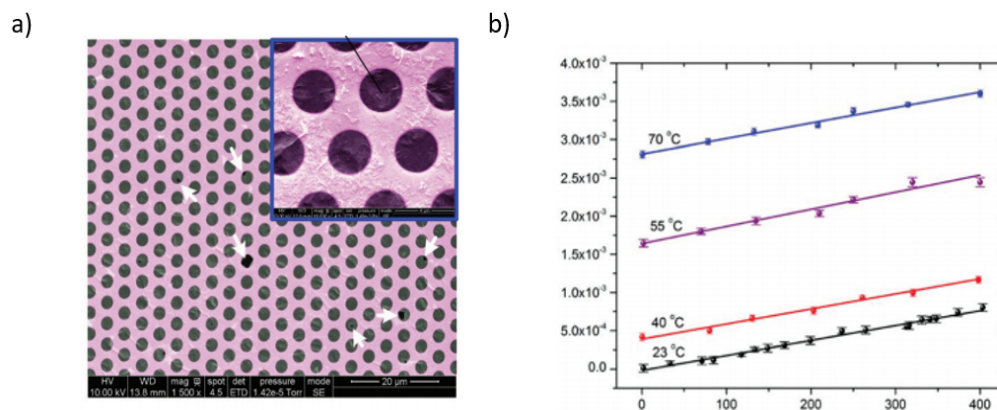 a)
b)
4.0x10⁻³
3.5x10⁻³
3.0x10⁻³
2.5x10⁻³
2.0x10⁻³
1.5x10⁻³
1.0x10⁻³
5.0x10⁻⁴
0.0
70 °C
55 °C
40 °C
23 °C
0 100 200 300 400
HV WD mag spot det pressure mode
10.00 kV 13.8 mm 1 500 x 4.5 ETD 1.42e-5 Torr SE
20 µm